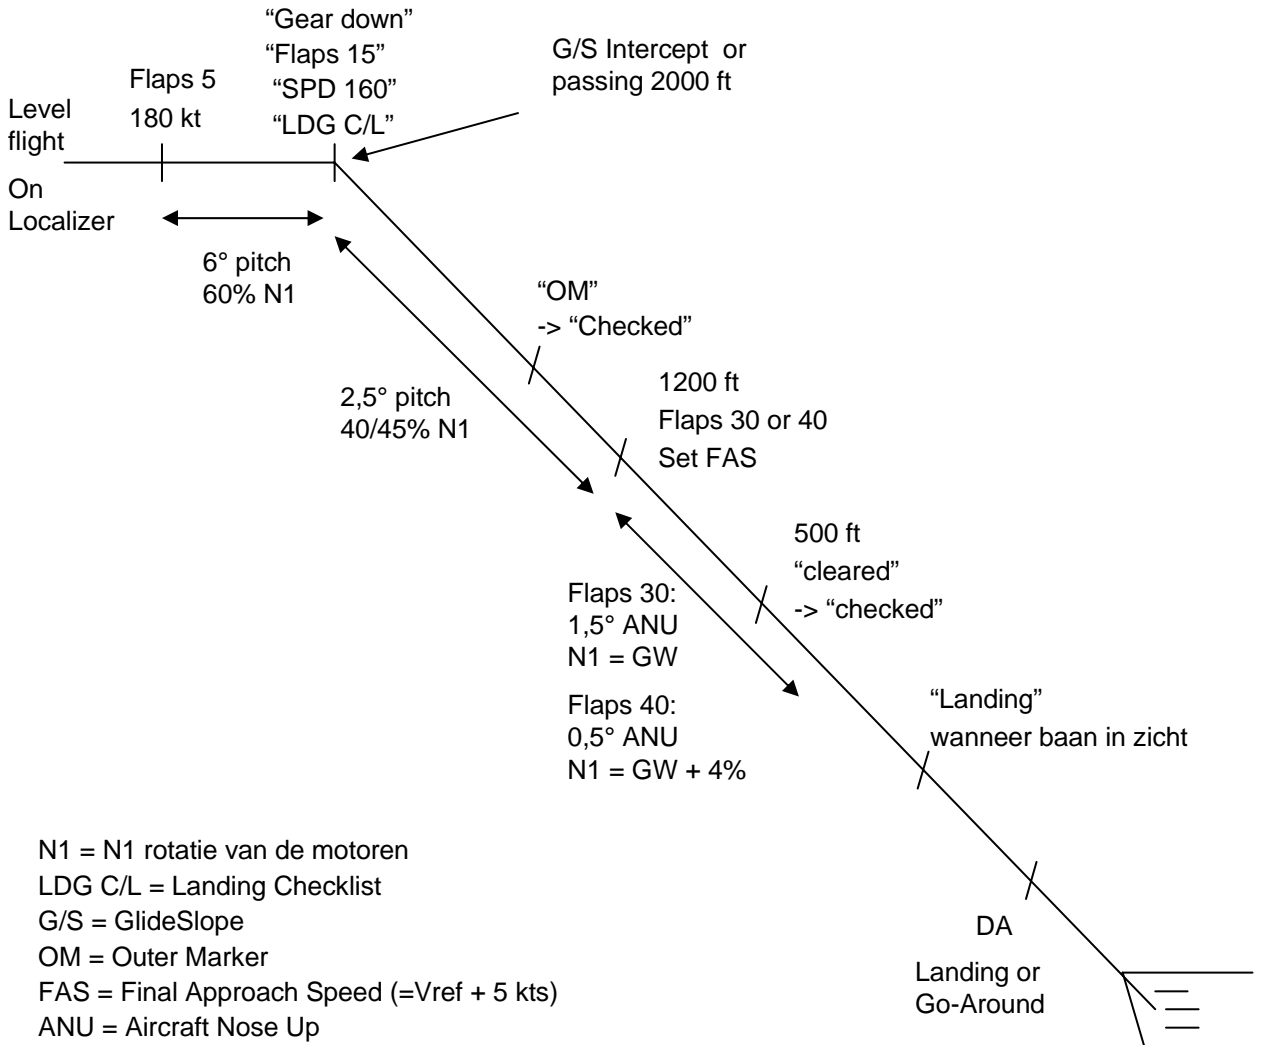 “Gear down”
“Flaps 15”
“SPD 160”
“LDG C/L”
G/S Intercept or
passing 2000 ft
Flaps 5
180 kt
Level
flight
On
Localizer
6° pitch
60% N1
“OM”
-> “Checked”
2,5° pitch
40/45% N1
1200 ft
Flaps 30 or 40
Set FAS
500 ft
“cleared”
-> “checked”
Flaps 30:
1,5° ANU
N1 = GW
Flaps 40:
0,5° ANU
N1 = GW + 4%
“Landing”
wanneer baan in zicht
N1 = N1 rotatie van de motoren
LDG C/L = Landing Checklist
G/S = GlideSlope
OM = Outer Marker
FAS = Final Approach Speed (=Vref + 5 kts)
ANU = Aircraft Nose Up
DA
Landing or
Go-Around